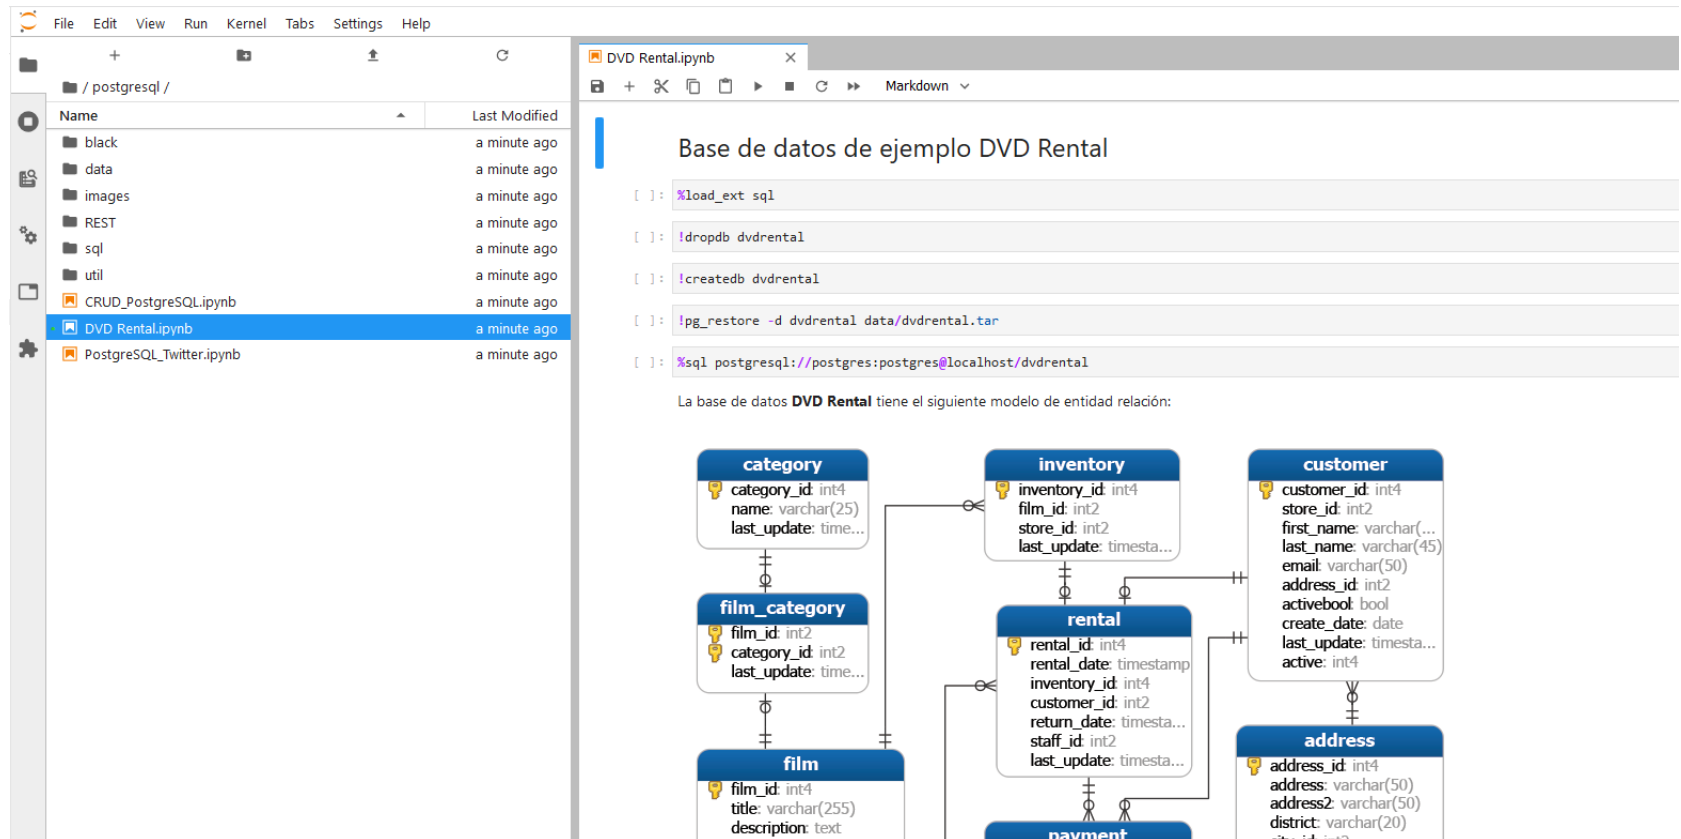 File Edit View Run Kernel Tabs Settings Help
/ postgresql /
Name Last Modified
black a minute ago
data a minute ago
images a minute ago
REST a minute ago
sql a minute ago
util a minute ago
CRUD_PostgreSQL.ipynb a minute ago
DVD Rental.ipynb a minute ago
PostgreSQL_Twitter.ipynb a minute ago
DVD Rental.ipynb
Markdown
Base de datos de ejemplo DVD Rental
[ ]: %load_ext sql
[ ]: !dropdb dvdrental
[ ]: !createdb dvdrental
[ ]: !pg_restore -d dvdrental data/dvdrental.tar
[ ]: %sql postgresql://postgres:postgres@localhost/dvdrental
La base de datos DVD Rental tiene el siguiente modelo de entidad relación:
category
category_id: int4
name: varchar(25)
last_update: time...
film_category
film_id: int2
category_id: int2
last_update: time...
film
film_id: int4
title: varchar(255)
description: text
inventory
inventory_id: int4
film_id: int2
store_id: int2
last_update: timesta...
rental
rental_id: int4
rental_date: timestamp
inventory_id: int4
customer_id: int2
return_date: timesta...
staff_id: int2
last_update: timesta...
payment
customer
customer_id: int4
store_id: int2
first_name: varchar(...
last_name: varchar(45)
email: varchar(50)
address_id: int2
activebool: bool
create_date: date
last_update: timesta...
active: int4
address
address_id: int4
address: varchar(50)
address2: varchar(50)
district: varchar(20)